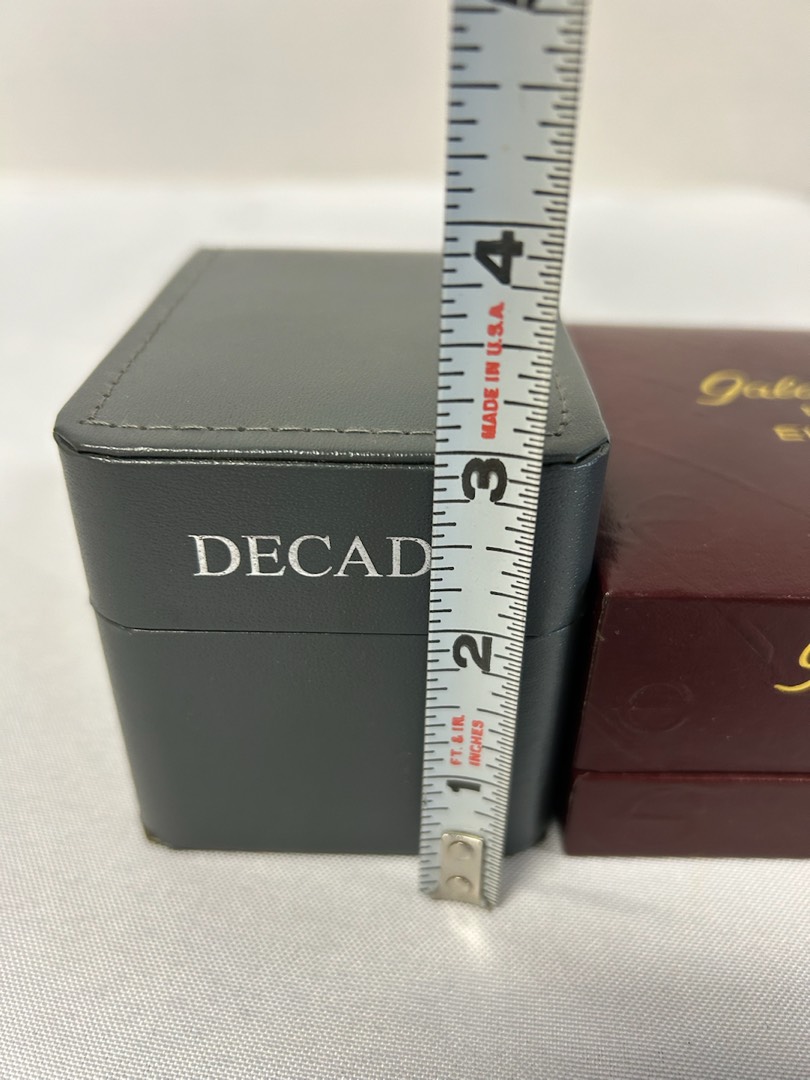 4
MADE IN U.S.A.
3
DECAD
2
FT. & IN.
INCHES
1